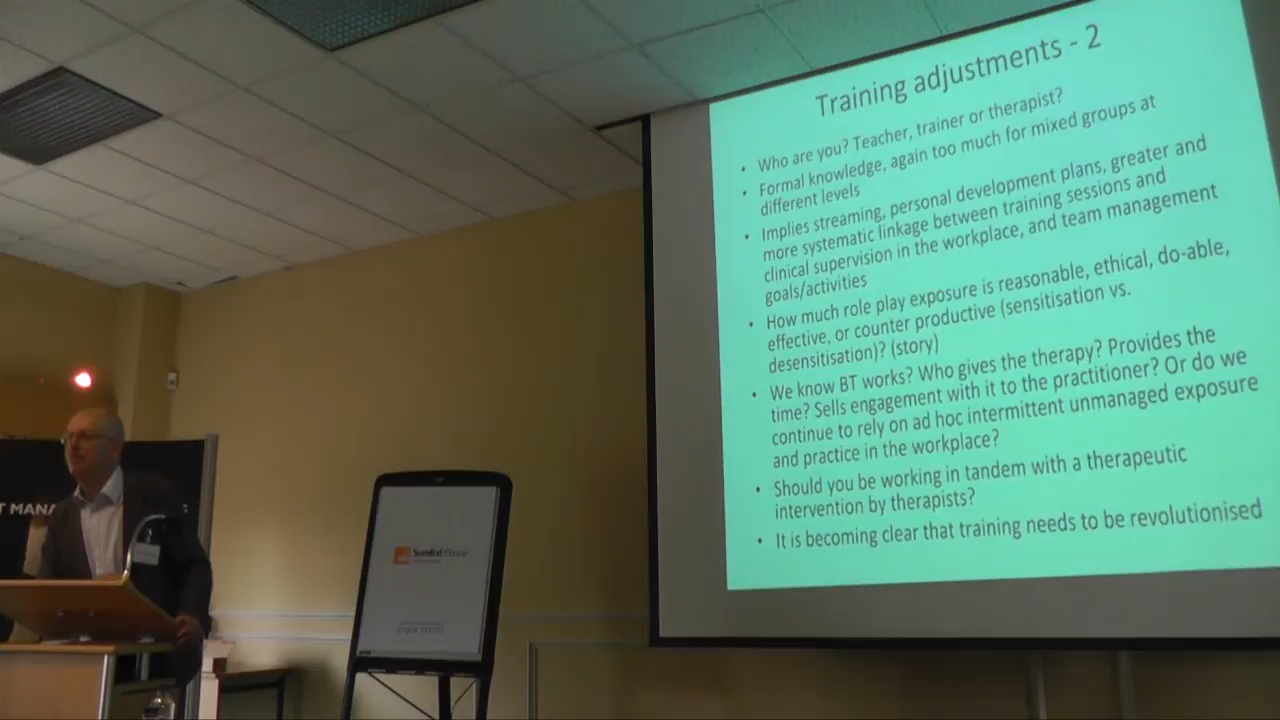 Training adjustments - 2
• Who are you? Teacher, trainer or therapist?
• Formal knowledge, again too much for mixed groups at
different levels
• Implies streaming, personal development plans, greater and
more systematic linkage between training sessions and
clinical supervision in the workplace, and team management
goals/activities
• How much role play exposure is reasonable, ethical, do-able,
effective, or counter productive (sensitisation vs.
desensitisation)? (story)
• We know BT works? Who gives the therapy? Provides the
time? Sells engagement with it to the practitioner? Or do we
continue to rely on ad hoc intermittent unmanaged exposure
and practice in the workplace?
• Should you be working in tandem with a therapeutic
intervention by therapists?
• It is becoming clear that training needs to be revolutionised
T MANA
Sundial Group